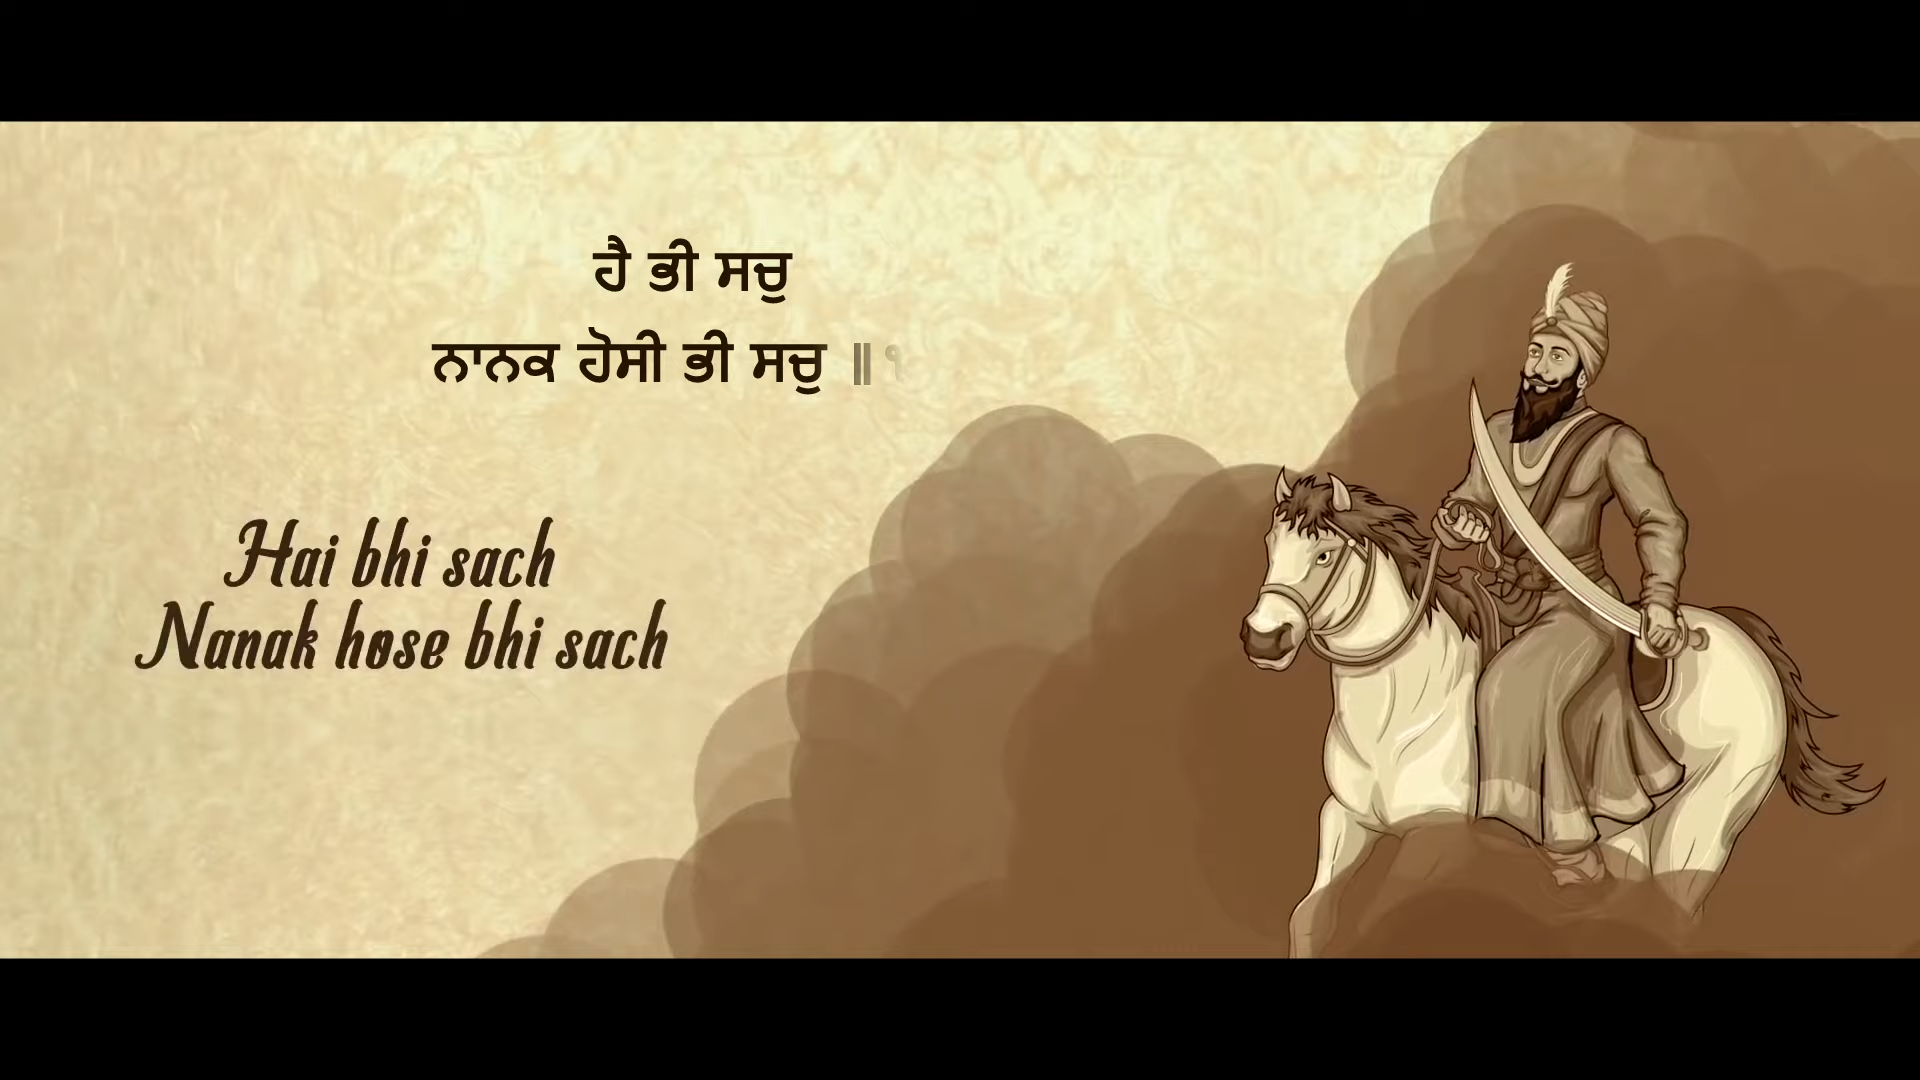 ਹੈ ਭੀ ਸਚੁ
ਨਾਨਕ ਹੋਸੀ ਭੀ ਸਚੁ ॥੧
Hai bhi sach
Nanak hose bhi sach